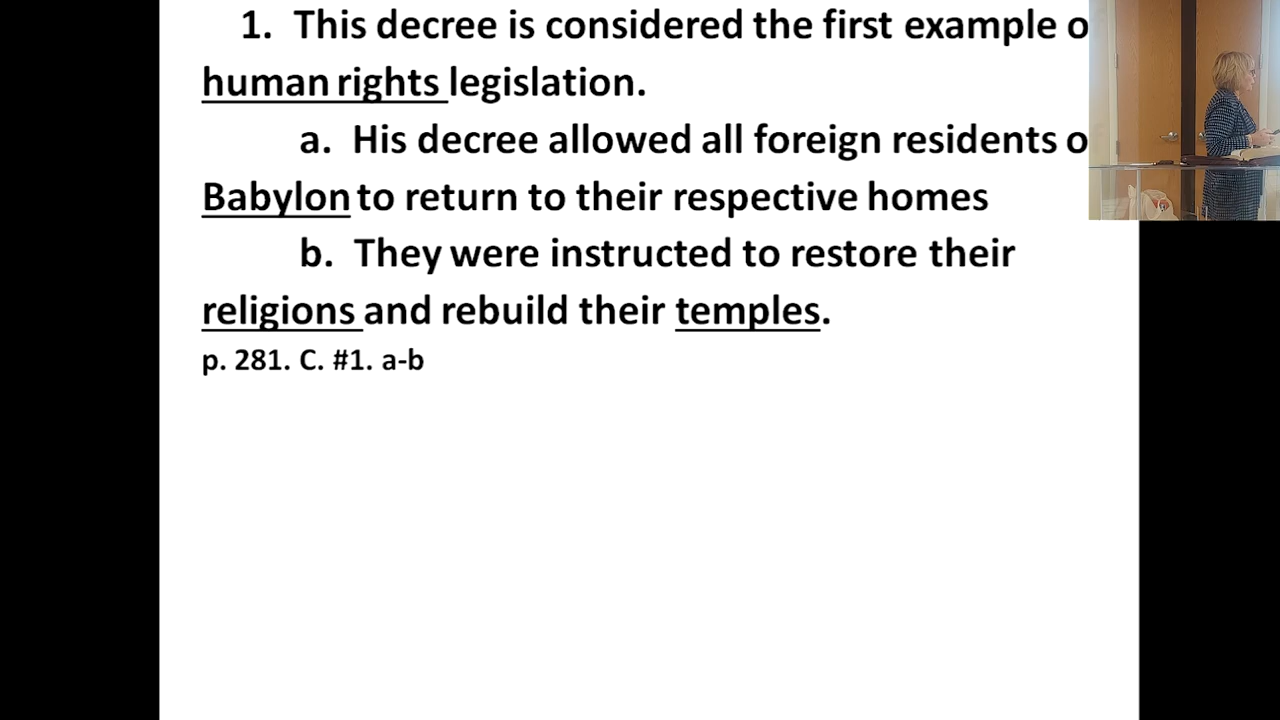 1. This decree is considered the first example o
human rights legislation.
a. His decree allowed all foreign residents o
Babylon to return to their respective homes
b. They were instructed to restore their
religions and rebuild their temples.
p. 281. C. #1. a-b